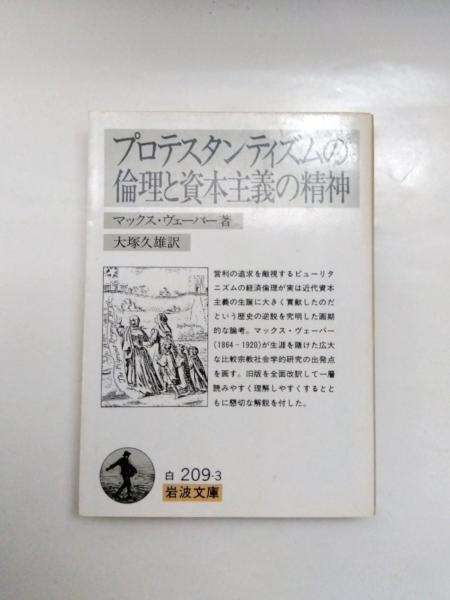 プロテスタンティズムの
倫理と資本主義の精神
マックス・ヴェーバー著
大塚久雄訳
営利の追求を敵視するピューリタ
ニズムの経済倫理が実は近代資本
主義の生誕に大きく貢献したのだ
という歴史の逆説を究明した画期
的な論考。マックス・ヴェーバー
(1864-1920)が生涯を賭けた広大
な比較宗教社会学的研究の出発点
を画す。旧版を全面改訳して一層
読みやすく理解しやすくするとと
もに懇切な解説を付した。
白 209-3
岩波文庫